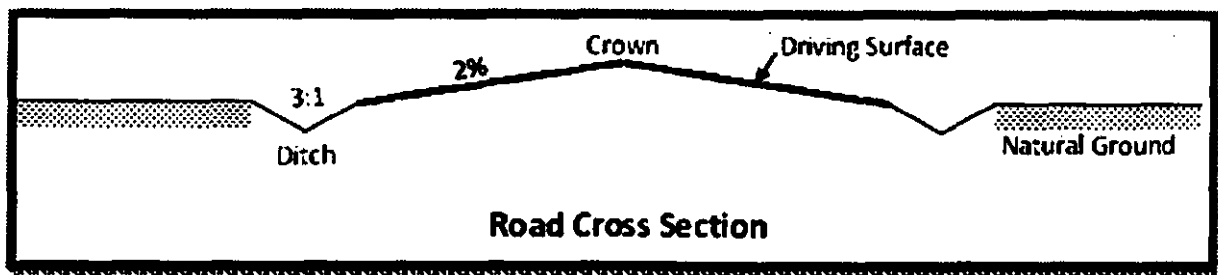 Crown
Driving Surface
2%
3:1
Ditch
Natural Ground
Road Cross Section